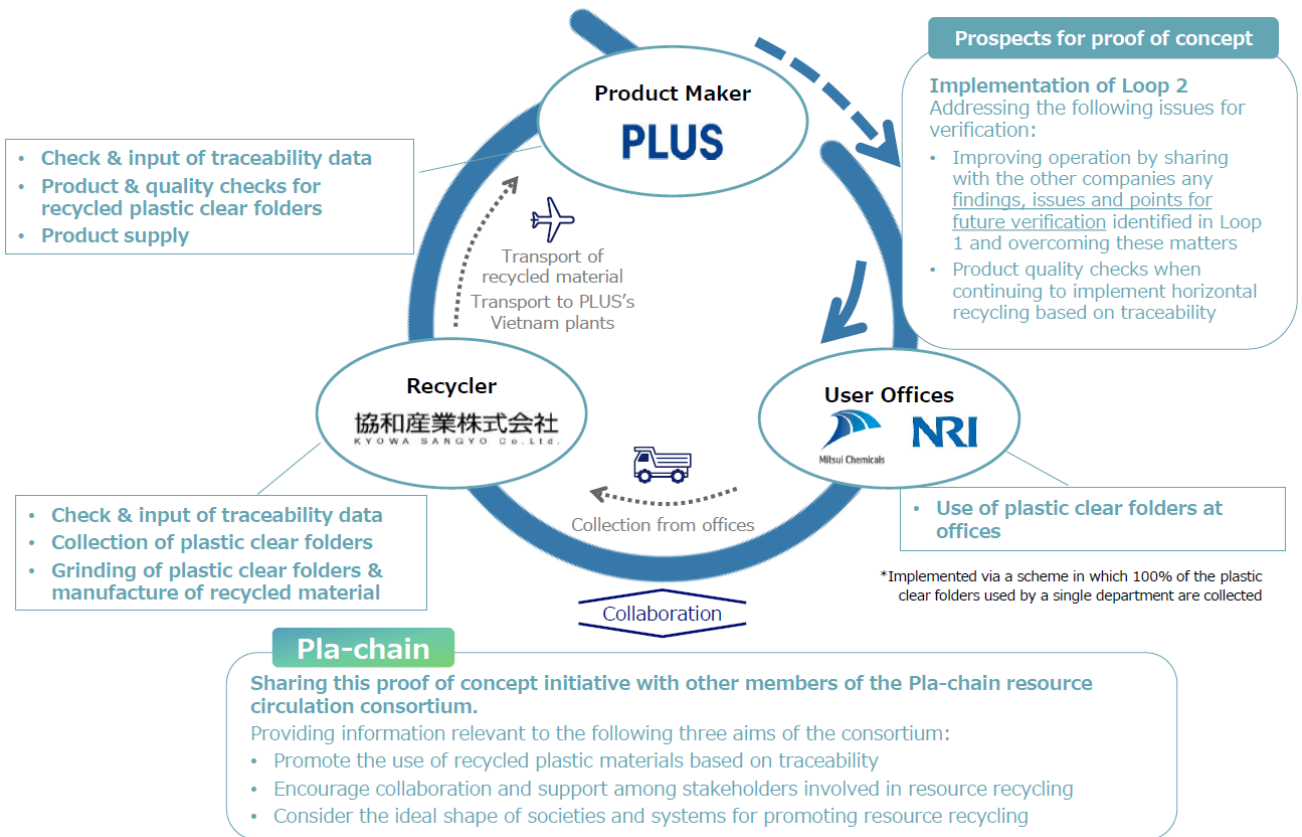 Prospects for proof of concept
Implementation of Loop 2
Addressing the following issues for
verification:
• Improving operation by sharing
with the other companies any
findings, issues and points for
future verification identified in Loop
1 and overcoming these matters
• Product quality checks when
continuing to implement horizontal
recycling based on traceability
Product Maker
PLUS
• Check & input of traceability data
• Product & quality checks for
recycled plastic clear folders
• Product supply
Transport of
recycled material
Transport to PLUS's
Vietnam plants
Recycler
協和産業株式会社
KYOWA SANGYO Co.Ltd.
User Offices
Mitsui Chemicals
NRI
Collection from offices
• Check & input of traceability data
• Collection of plastic clear folders
• Grinding of plastic clear folders &
manufacture of recycled material
• Use of plastic clear folders at
offices
*Implemented via a scheme in which 100% of the plastic
clear folders used by a single department are collected
Collaboration
Pla-chain
Sharing this proof of concept initiative with other members of the Pla-chain resource
circulation consortium.
Providing information relevant to the following three aims of the consortium:
• Promote the use of recycled plastic materials based on traceability
• Encourage collaboration and support among stakeholders involved in resource recycling
• Consider the ideal shape of societies and systems for promoting resource recycling